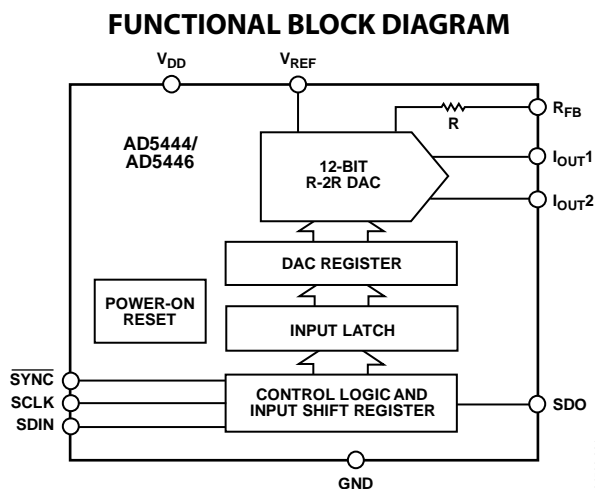 FUNCTIONAL BLOCK DIAGRAM
VDD
VREF
RFB
R
AD5444/
AD5446
12-BIT
R-2R DAC
IOUT1
IOUT2
DAC REGISTER
POWER-ON
RESET
INPUT LATCH
SYNC
SCLK
SDIN
CONTROL LOGIC AND
INPUT SHIFT REGISTER
SDO
GND